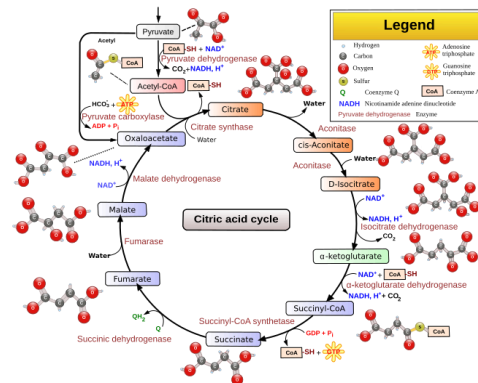 Pyruvate
Acetyl
CoA -SH + NAD+
Pyruvate dehydrogenase
CO2 + NADH, H+
S CoA
Acetyl-CoA
CoA -SH
HCO3- + ATP
Pyruvate carboxylase
ADP + Pi
Oxaloacetate
Citrate
Citrate synthase
Water
Water
Aconitase
cis-Aconitate
Aconitase
Water
D-Isocitrate
NAD+
NADH, H+
Isocitrate dehydrogenase
CO2
α-ketoglutarate
NAD+ + CoA -SH
α-ketoglutarate dehydrogenase
NADH, H+ + CO2
Succinyl-CoA
S CoA
Succinyl-CoA synthetase
GDP + Pi
CoA -SH + GTP
Succinate
Succinic dehydrogenase
QH2
Q
Fumarate
Fumarase
Water
Malate
Malate dehydrogenase
NADH, H+
NAD+
Citric acid cycle
Legend
Hydrogen
Carbon
Oxygen
Sulfur
Q Coenzyme Q
ATP Adenosine triphosphate
GTP Guanosine triphosphate
CoA Coenzyme A
NADH Nicotinamide adenine dinucleotide
Pyruvate dehydrogenase Enzyme